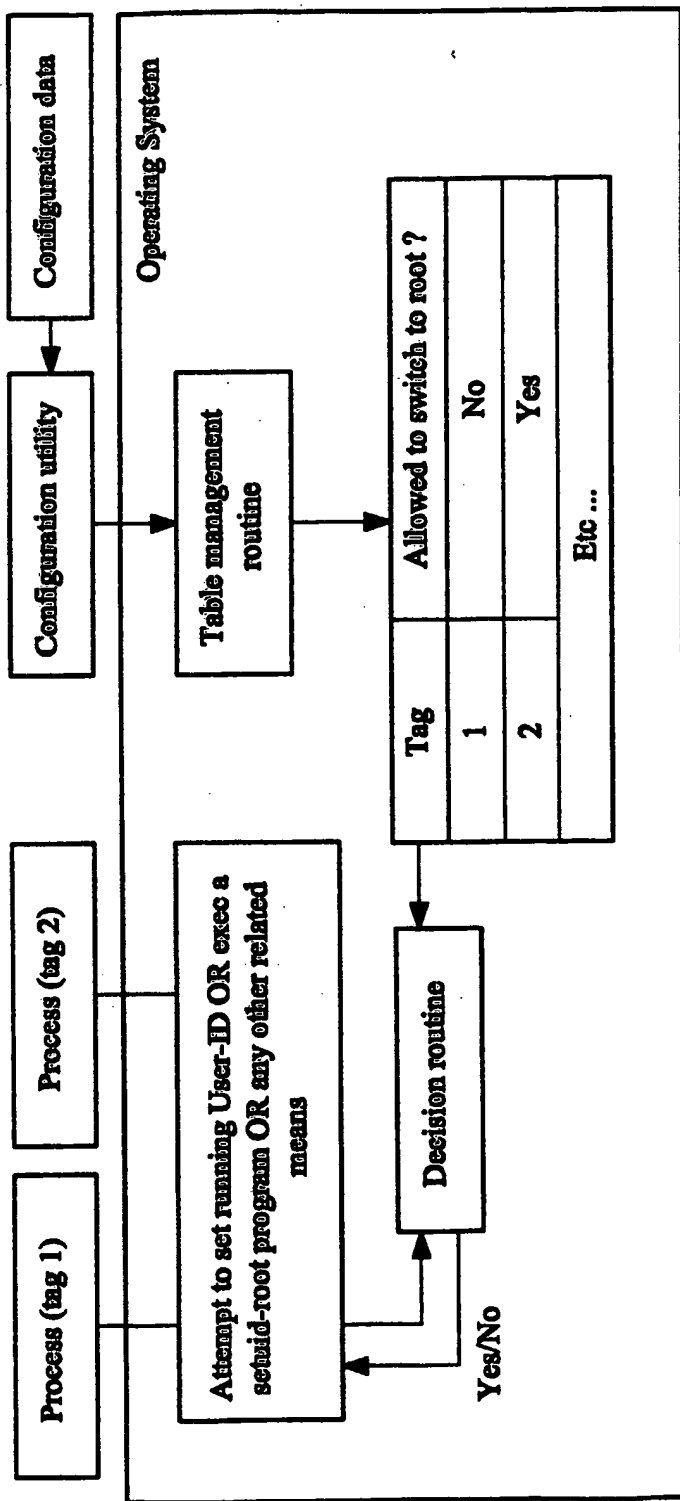 Process (tag 1)
Process (tag 2)
Configuration utility
Configuration data
Operating System
Attempt to set running User-ID OR exec a
setuid-root program OR any other related
means
Table management
routine
Yes/No
Decision routine
Tag
Allowed to switch to root ?
1
No
2
Yes
Etc ...